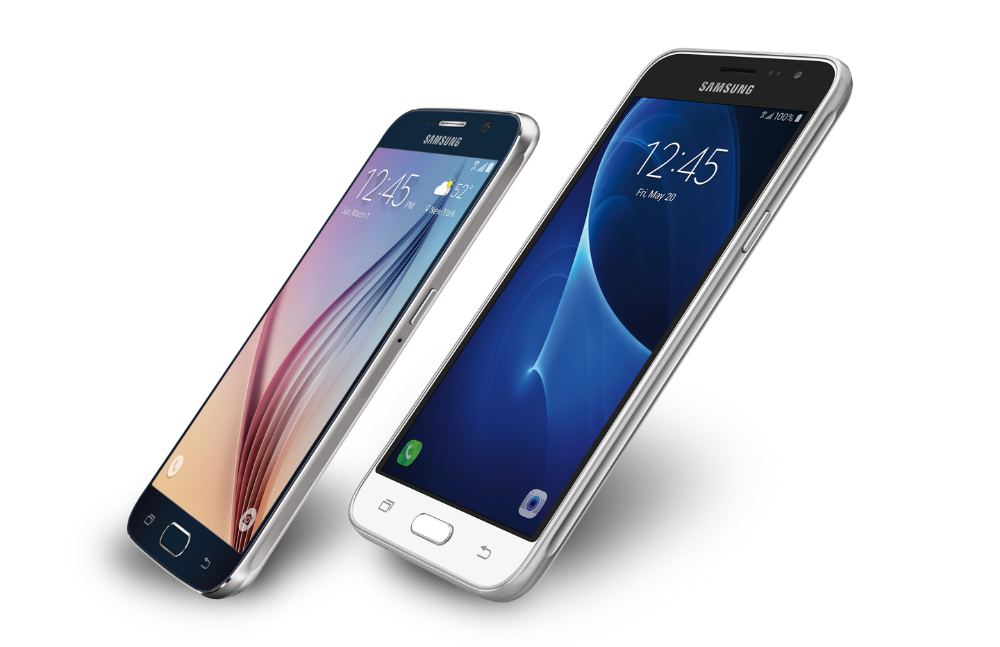 SAMSUNG
12:45 PM
52°
Sun, March 1
New York
SAMSUNG
100%
12:45
Fri, May 20